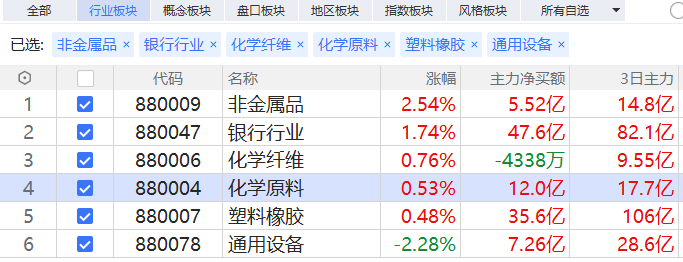 全部 行业板块 概念板块 盘口板块 地区板块 指数板块 风格板块 所有自选
已选: 非金属品 × 银行行业 × 化学纤维 × 化学原料 × 塑料橡胶 × 通用设备 ×
代码 名称 涨幅 主力净买额 3日主力
1 880009 非金属品 2.54% 5.52亿 14.8亿
2 880047 银行行业 1.74% 47.6亿 82.1亿
3 880006 化学纤维 0.76% -4338万 9.55亿
4 880004 化学原料 0.53% 12.0亿 17.7亿
5 880007 塑料橡胶 0.48% 35.6亿 106亿
6 880078 通用设备 -2.28% 7.26亿 28.6亿